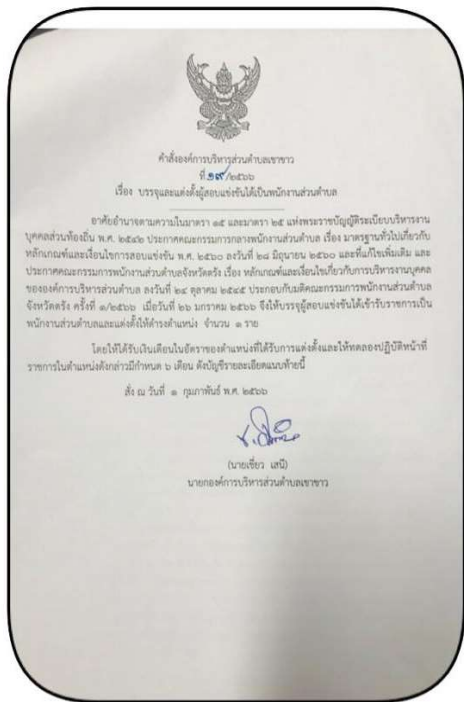 คำสั่งองค์การบริหารส่วนตำบลเขาขาว
ที่ ๑๙/๒๕๖๖
เรื่อง บรรจุและแต่งตั้งผู้สอบแข่งขันได้เป็นพนักงานส่วนตำบล
อาศัยอำนาจตามความในมาตรา ๑๕ และมาตรา ๒๕ แห่งพระราชบัญญัติระเบียบบริหารงาน
บุคคลส่วนท้องถิ่น พ.ศ. ๒๕๔๒ ประกาศคณะกรรมการกลางพนักงานส่วนตำบล เรื่อง มาตรฐานทั่วไปเกี่ยวกับ
หลักเกณฑ์และเงื่อนไขการสอบแข่งขัน พ.ศ. ๒๕๖๐ ลงวันที่ ๒๘ มิถุนายน ๒๕๖๐ และที่แก้ไขเพิ่มเติม และ
ประกาศคณะกรรมการพนักงานส่วนตำบลจังหวัดตรัง เรื่อง หลักเกณฑ์และเงื่อนไขเกี่ยวกับการบริหารงานบุคคล
ขององค์การบริหารส่วนตำบล ลงวันที่ ๒๔ ตุลาคม ๒๕๔๕ ประกอบกับมติคณะกรรมการพนักงานส่วนตำบล
จังหวัดตรัง ครั้งที่ ๑/๒๕๖๖ เมื่อวันที่ ๒๖ มกราคม ๒๕๖๖ จึงให้บรรจุผู้สอบแข่งขันได้เข้ารับราชการเป็น
พนักงานส่วนตำบลและแต่งตั้งให้ดำรงตำแหน่ง จำนวน ๑ ราย
โดยให้ได้รับเงินเดือนในอัตราของตำแหน่งที่ได้รับการแต่งตั้งและให้ทดลองปฏิบัติหน้าที่
ราชการในตำแหน่งดังกล่าวมีกำหนด ๖ เดือน ดังบัญชีรายละเอียดแนบท้ายนี้
สั่ง ณ วันที่ ๑ กุมภาพันธ์ พ.ศ. ๒๕๖๖
(นายเชี่ยว เสนี)
นายกองค์การบริหารส่วนตำบลเขาขาว